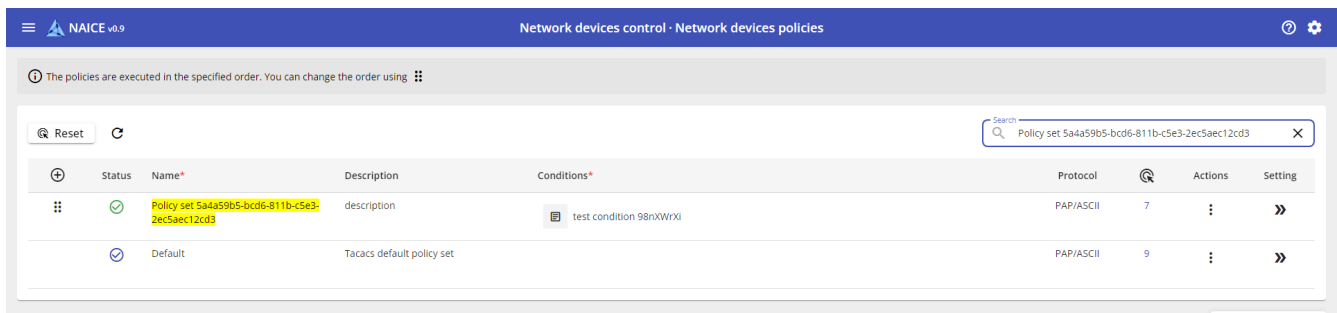 NAICE v0.9
Network devices control · Network devices policies
The policies are executed in the specified order. You can change the order using
Reset
Search
Policy set 5a4a59b5-bcd6-811b-c5e3-2ec5aec12cd3
Status Name* Description Conditions* Protocol Actions Setting
Policy set 5a4a59b5-bcd6-811b-c5e3- description test condition 98nXWrXi PAP/ASCII 7
2ec5aec12cd3
Default Tacacs default policy set PAP/ASCII 9